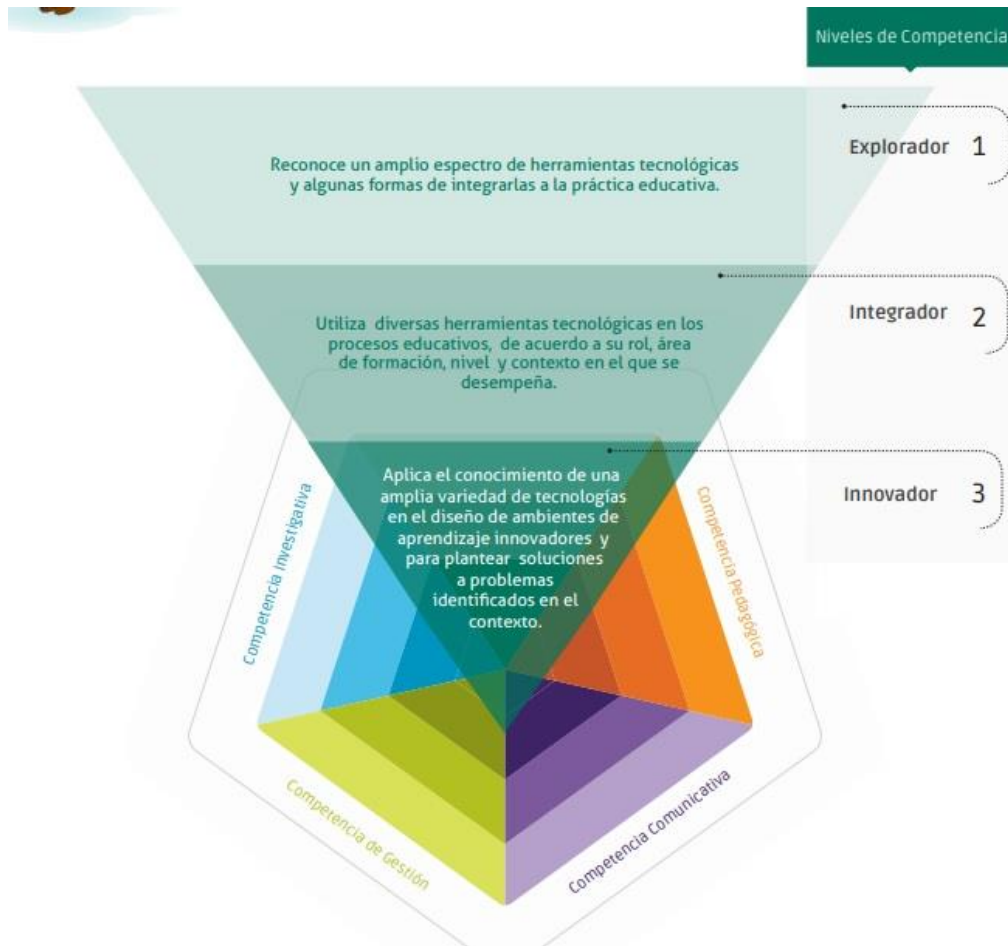 Niveles de Competencia
Reconoce un amplio espectro de herramientas tecnológicas
y algunas formas de integrarlas a la práctica educativa.
Explorador 1
Utiliza diversas herramientas tecnológicas en los
procesos educativos, de acuerdo a su rol, área
de formación, nivel y contexto en el que se
desempeña.
Integrador 2
Aplica el conocimiento de una
amplia variedad de tecnologías
en el diseño de ambientes de
aprendizaje innovadores y
para plantear soluciones
a problemas
identificados en el
contexto.
Innovador 3
Competencia Investigativa
Competencia Pedagógica
Competencia de Gestión
Competencia Comunicativa